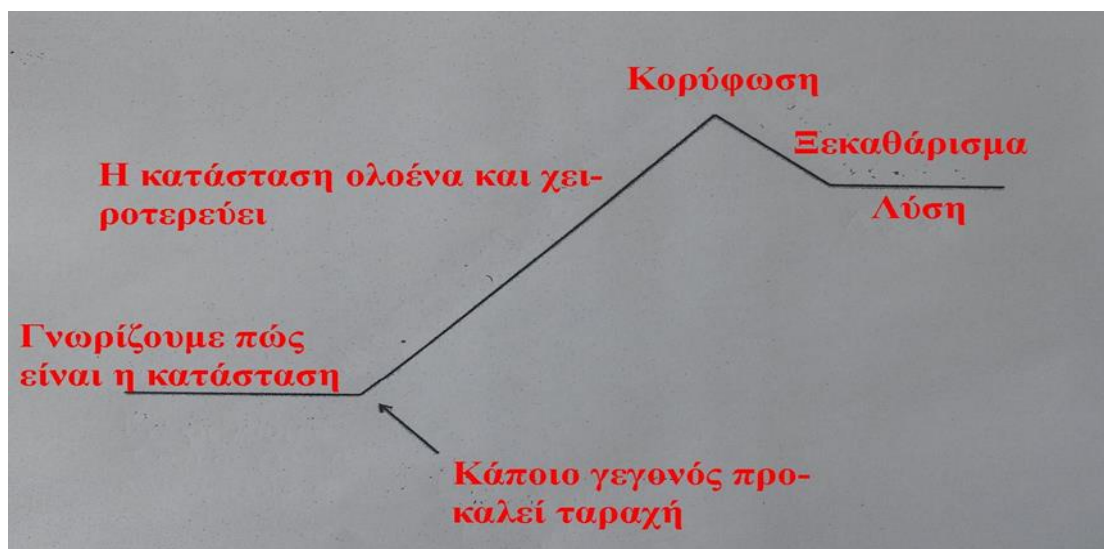 Κορύφωση
Ξεκαθάρισμα
Η κατάσταση ολοένα και χει-
ροτερεύει
Λύση
Γνωρίζουμε πώς
είναι η κατάσταση
Κάποιο γεγονός προ-
καλεί ταραχή